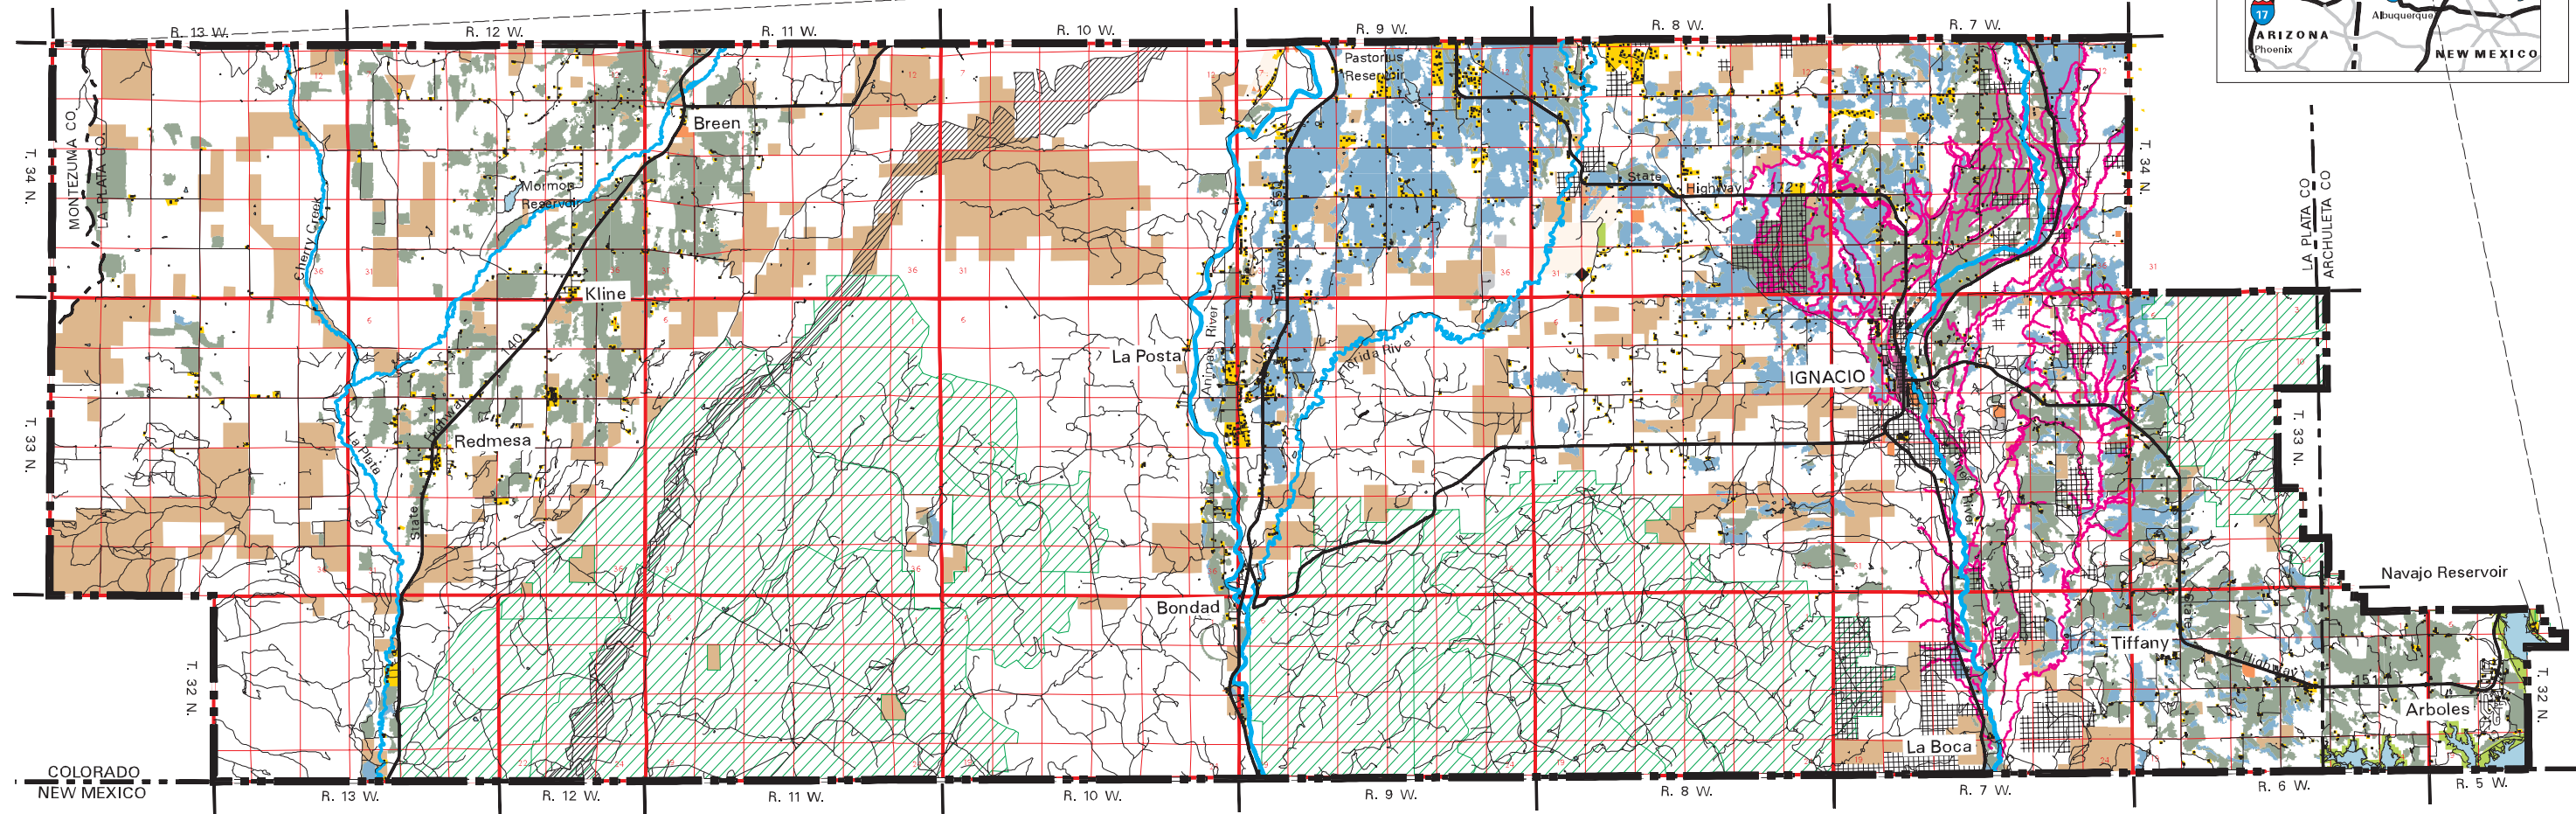 17
Albuquerque
ARIZONA
Phoenix
NEW MEXICO
R. 13 W.
R. 12 W.
R. 11 W.
R. 10 W.
R. 9 W.
R. 8 W.
R. 7 W.
Pastorius
Reservoir
Breen
T. 34 N.
MONTEZUMA CO
LA PLATA CO
Mormon
Reservoir
Cherry Creek
State
Highway
172
Highway
550
T. 34 N.
LA PLATA CO
ARCHULETA CO
Kline
140
La Posta
Animas River
U.S.
Florida River
IGNACIO
T. 33 N.
Highway
Redmesa
La Plata
State
River
T. 33 N.
Navajo Reservoir
Bondad
State
Tiffany
Highway
151
T. 32 N.
Arboles
T. 32 N.
La Boca
COLORADO
NEW MEXICO
R. 13 W.
R. 12 W.
R. 11 W.
R. 10 W.
R. 9 W.
R. 8 W.
R. 7 W.
R. 6 W.
R. 5 W.